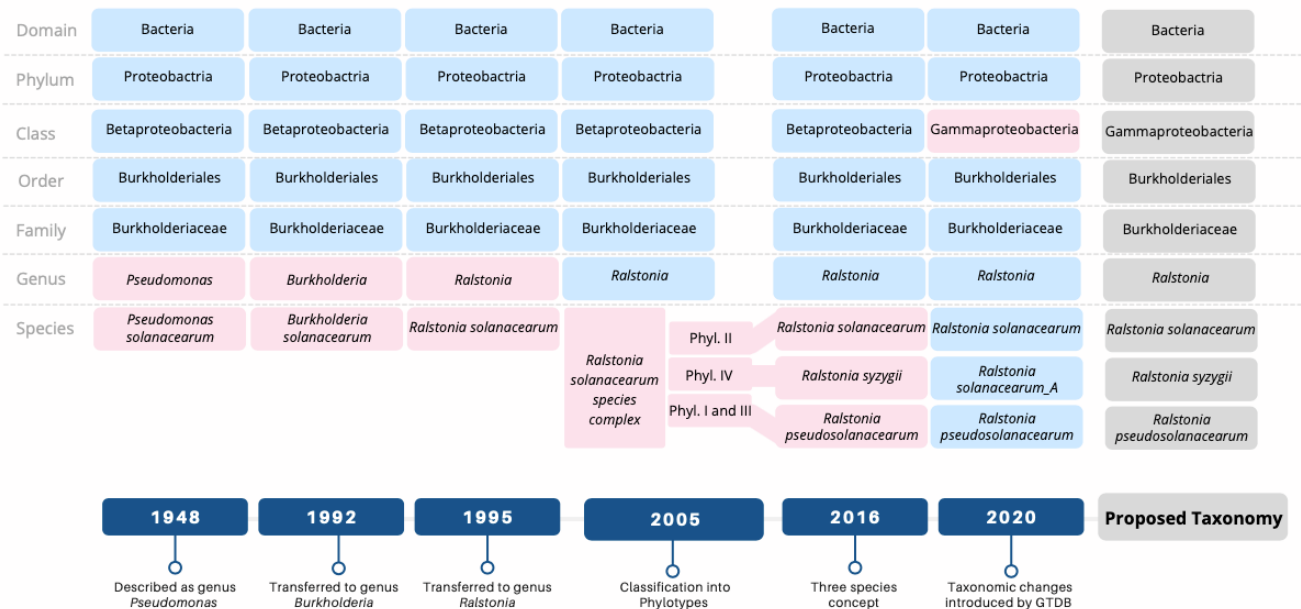 Domain Bacteria Bacteria Bacteria Bacteria Bacteria Bacteria Bacteria
Phylum Proteobactria Proteobactria Proteobactria Proteobactria Proteobactria Proteobactria Proteobactria
Class Betaproteobacteria Betaproteobacteria Betaproteobacteria Betaproteobacteria Betaproteobacteria Gammaproteobacteria Gammaproteobacteria
Order Burkholderiales Burkholderiales Burkholderiales Burkholderiales Burkholderiales Burkholderiales Burkholderiales
Family Burkholderiaceae Burkholderiaceae Burkholderiaceae Burkholderiaceae Burkholderiaceae Burkholderiaceae Burkholderiaceae
Genus Pseudomonas Burkholderia Ralstonia Ralstonia Ralstonia Ralstonia Ralstonia
Species
Pseudomonas
solanacearum
Burkholderia
solanacearum
Ralstonia solanacearum
Ralstonia
solanacearum
species
complex
Phyl. II
Phyl. IV
Phyl. I and III
Ralstonia solanacearum
Ralstonia syzygii
Ralstonia
pseudosolanacearum
Ralstonia solanacearum
Ralstonia
solanacearum_A
Ralstonia
pseudosolanacearum
Ralstonia solanacearum
Ralstonia syzygii
Ralstonia
pseudosolanacearum
1948 1992 1995 2005 2016 2020 Proposed Taxonomy
Described as genus
Pseudomonas
Transferred to genus
Burkholderia
Transferred to genus
Ralstonia
Classification into
Phylotypes
Three species
concept
Taxonomic changes
introduced by GTDB